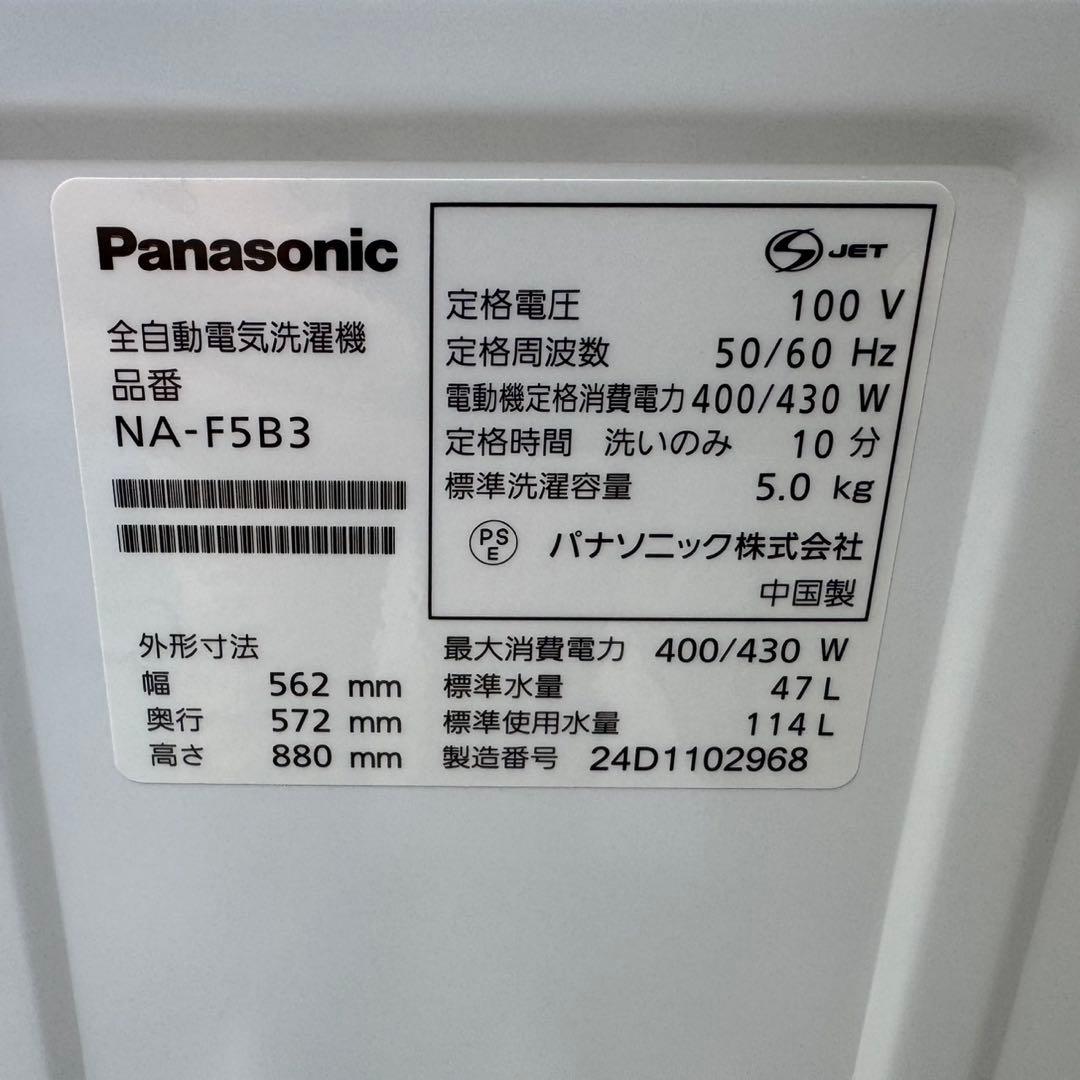 Panasonic
全自動電気洗濯機
品番
NA-F5B3
S JET
定格電圧 100 V
定格周波数 50/60 Hz
電動機定格消費電力 400/430 W
定格時間 洗いのみ 10 分
標準洗濯容量 5.0 kg
PSE パナソニック株式会社
中国製
外形寸法
幅 562 mm
奥行 572 mm
高さ 880 mm
最大消費電力 400/430 W
標準水量 47 L
標準使用水量 114 L
製造番号 24D1102968